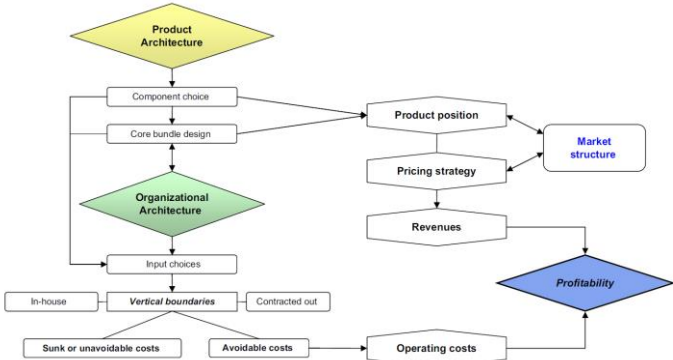 Product
Architecture
Component choice
Core bundle design
Product position
Market
structure
Pricing strategy
Organizational
Architecture
Revenues
Input choices
Profitability
In-house
Vertical boundaries
Contracted out
Sunk or unavoidable costs
Avoidable costs
Operating costs